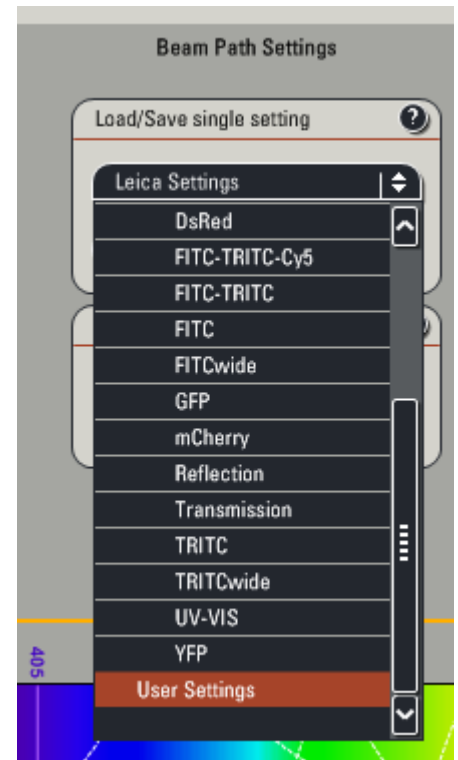 Beam Path Settings
Load/Save single setting ?
Leica Settings
DsRed
FITC-TRITC-Cy5
FITC-TRITC
FITC
FITCwide
GFP
mCherry
Reflection
Transmission
TRITC
TRITCwide
UV-VIS
YFP
User Settings
405